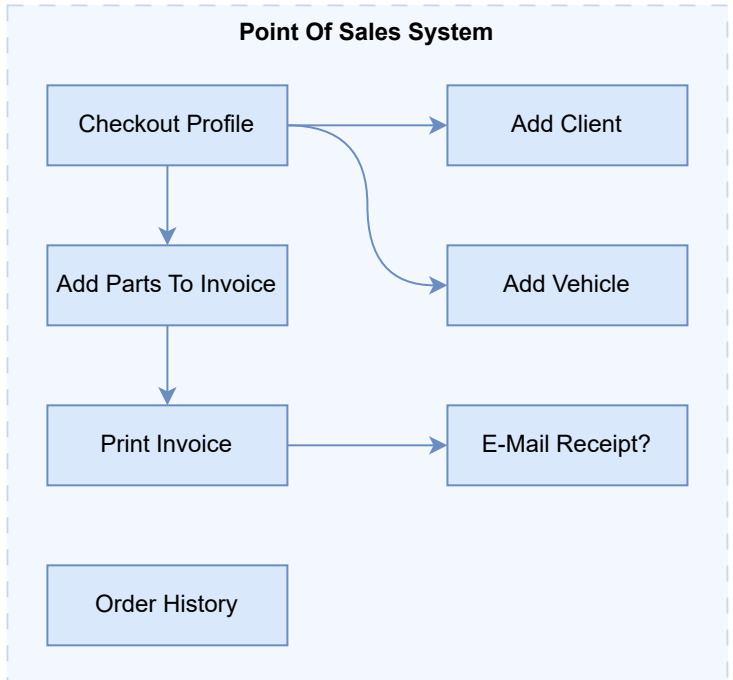 Point Of Sales System
Checkout Profile
Add Client
Add Parts To Invoice
Add Vehicle
Print Invoice
E-Mail Receipt?
Order History